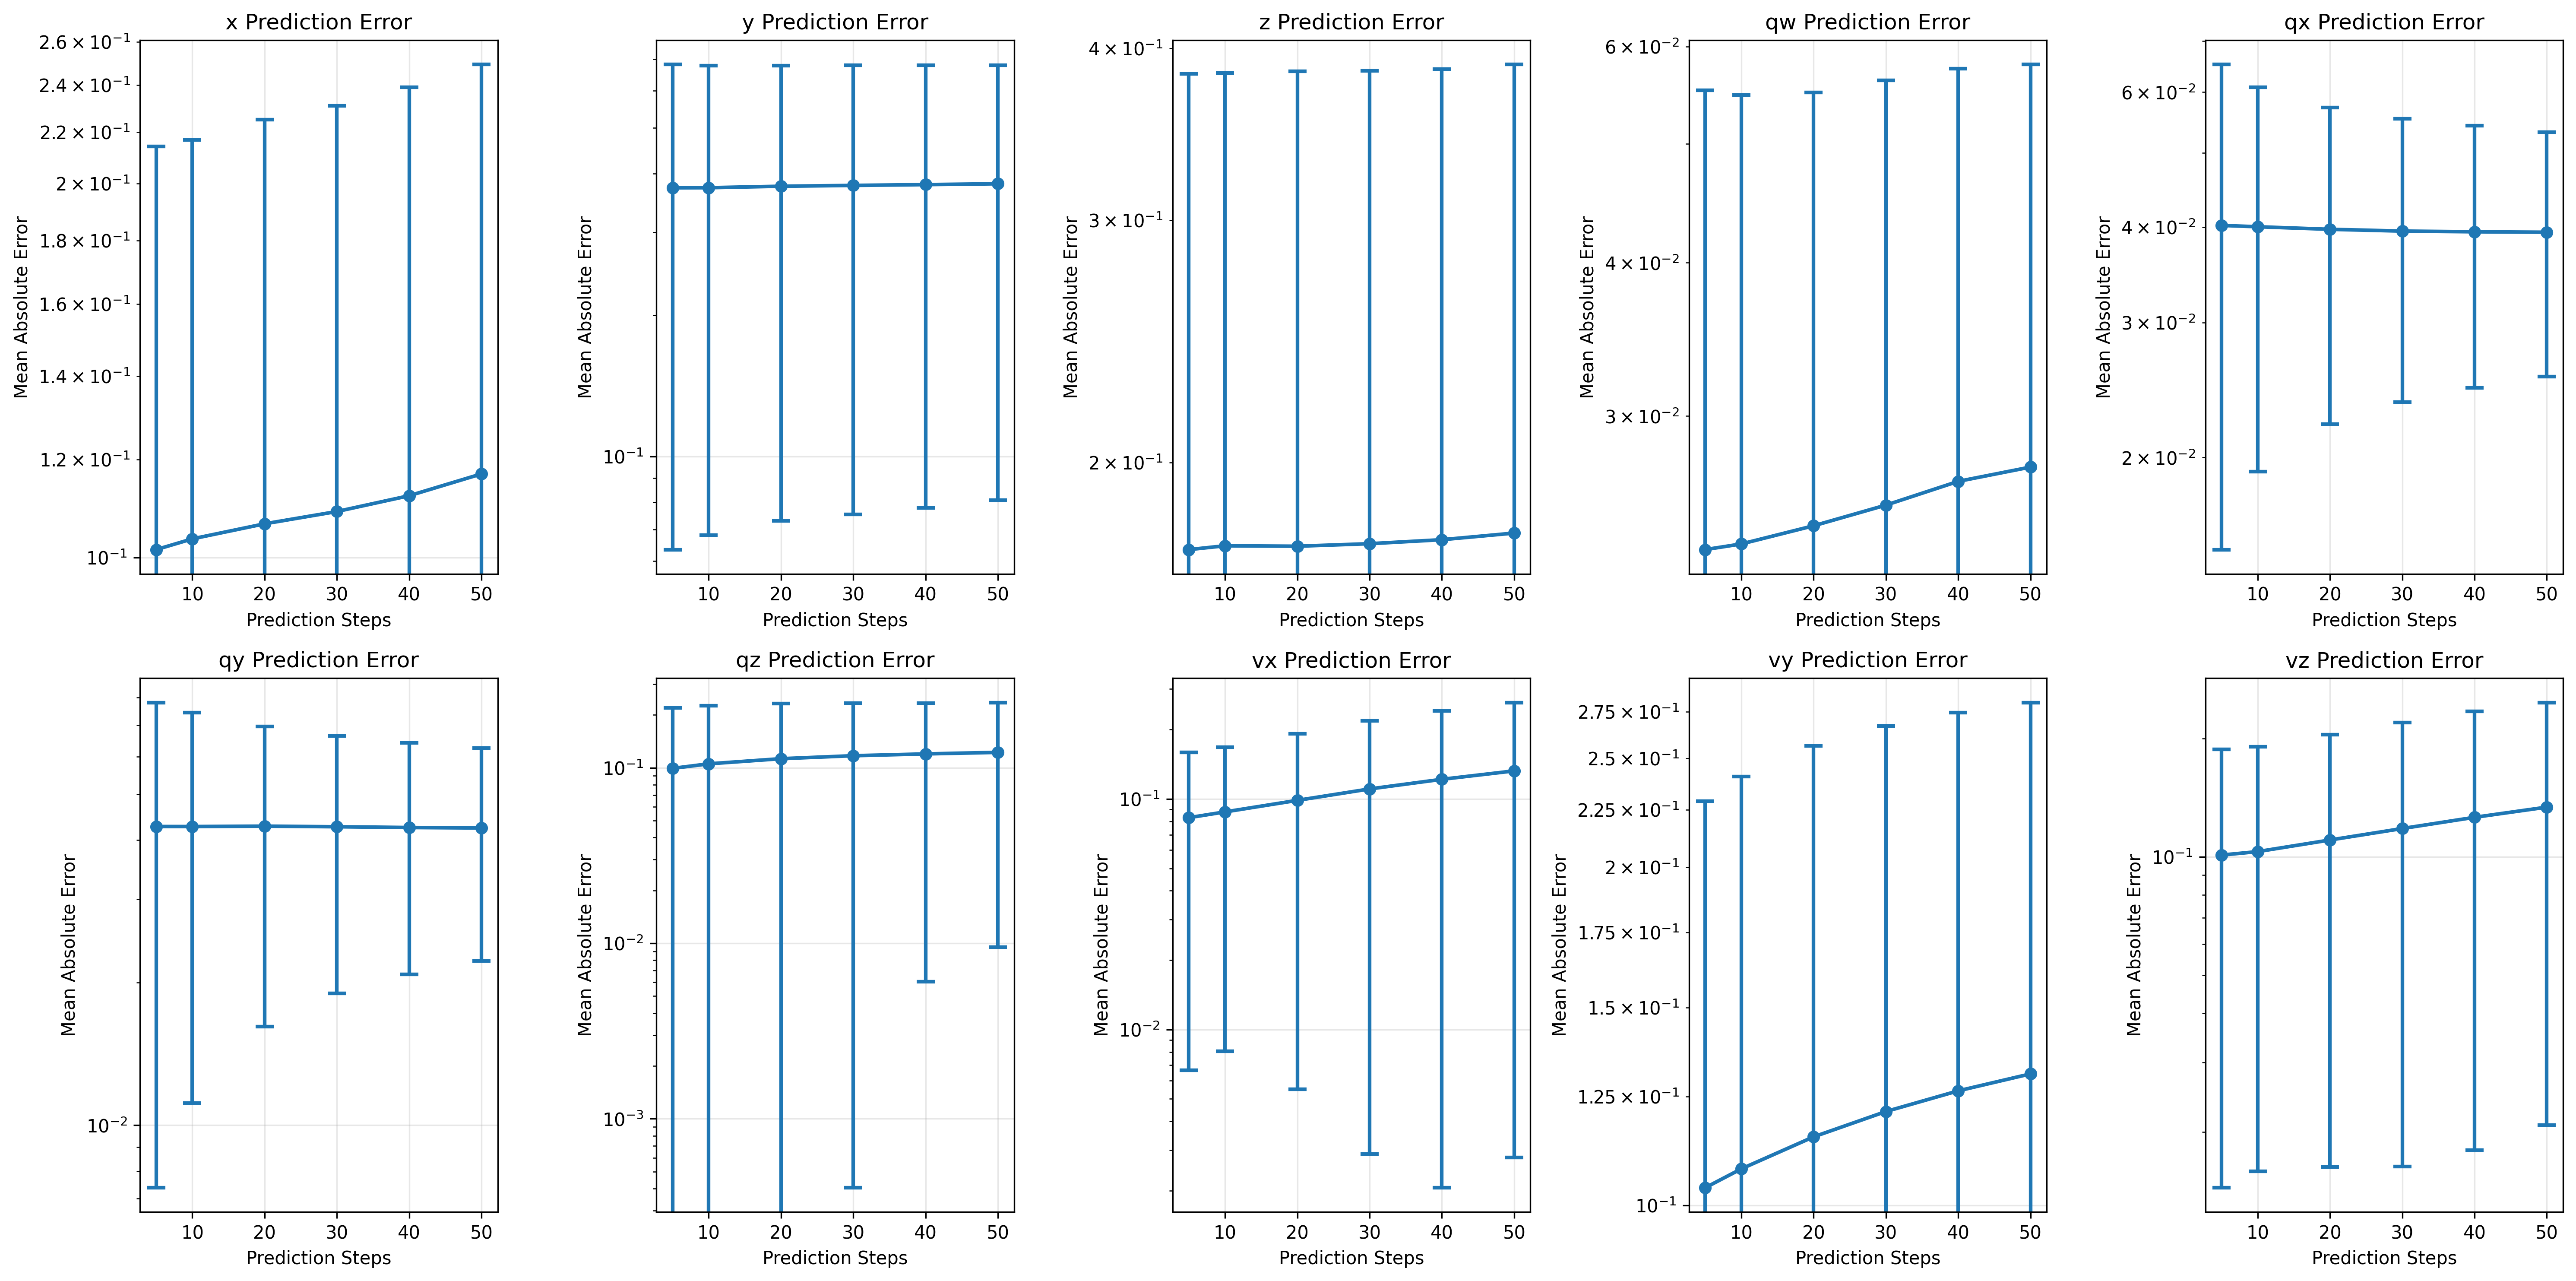 x Prediction Error
2.6 × 10⁻¹
2.4 × 10⁻¹
2.2 × 10⁻¹
2 × 10⁻¹
1.8 × 10⁻¹
1.6 × 10⁻¹
1.4 × 10⁻¹
1.2 × 10⁻¹
10⁻¹
Mean Absolute Error
10 20 30 40 50
Prediction Steps
y Prediction Error
10⁻¹
Mean Absolute Error
10 20 30 40 50
Prediction Steps
z Prediction Error
4 × 10⁻¹
3 × 10⁻¹
2 × 10⁻¹
Mean Absolute Error
10 20 30 40 50
Prediction Steps
qw Prediction Error
6 × 10⁻²
4 × 10⁻²
3 × 10⁻²
Mean Absolute Error
10 20 30 40 50
Prediction Steps
qx Prediction Error
6 × 10⁻²
4 × 10⁻²
3 × 10⁻²
2 × 10⁻²
Mean Absolute Error
10 20 30 40 50
Prediction Steps
qy Prediction Error
10⁻²
Mean Absolute Error
10 20 30 40 50
Prediction Steps
qz Prediction Error
10⁻¹
10⁻²
10⁻³
Mean Absolute Error
10 20 30 40 50
Prediction Steps
vx Prediction Error
10⁻¹
10⁻²
Mean Absolute Error
10 20 30 40 50
Prediction Steps
vy Prediction Error
2.75 × 10⁻¹
2.5 × 10⁻¹
2.25 × 10⁻¹
2 × 10⁻¹
1.75 × 10⁻¹
1.5 × 10⁻¹
1.25 × 10⁻¹
10⁻¹
Mean Absolute Error
10 20 30 40 50
Prediction Steps
vz Prediction Error
10⁻¹
Mean Absolute Error
10 20 30 40 50
Prediction Steps